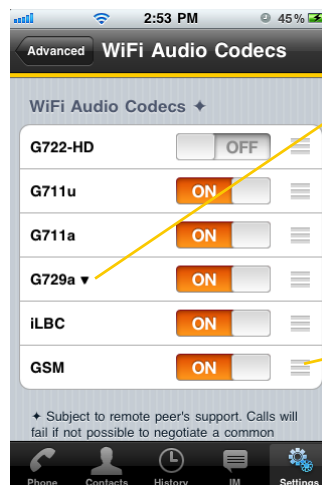 2:53 PM 45%
Advanced WiFi Audio Codecs
WiFi Audio Codecs ✦
G722-HD OFF
G711u ON
G711a ON
G729a ▼ ON
iLBC ON
GSM ON
✦ Subject to remote peer's support. Calls will
fail if not possible to negotiate a common
Phone Contacts History IM Settings